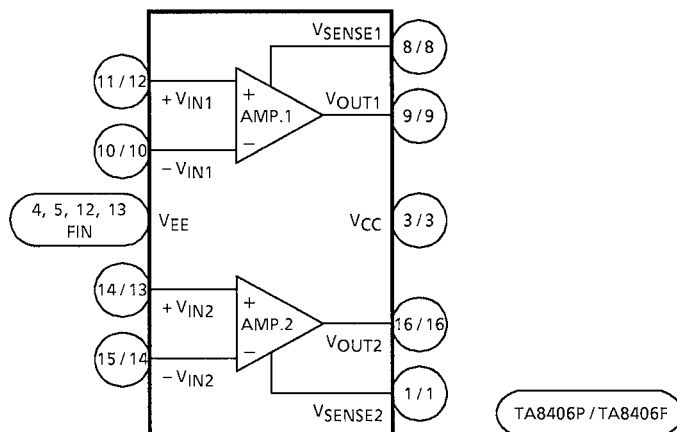 VSENSE1
8 / 8
11 / 12
+ VIN1
+
AMP.1
−
VOUT1
9 / 9
10 / 10
− VIN1
4, 5, 12, 13
FIN
VEE
VCC
3 / 3
14 / 13
+ VIN2
+
AMP.2
−
VOUT2
16 / 16
15 / 14
− VIN2
VSENSE2
1 / 1
TA8406P / TA8406F